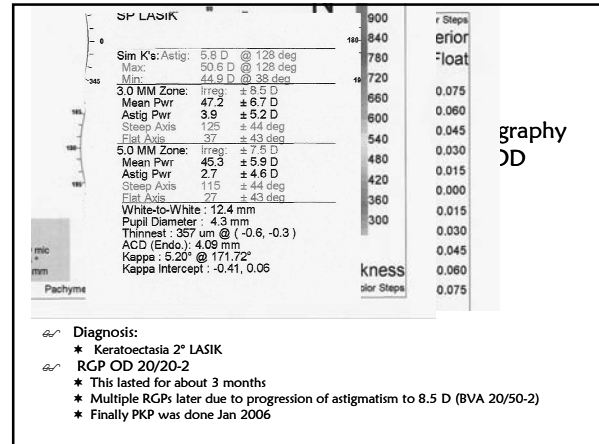 SP LASIK
N
0
345
165
180
195
mic
mm
Pachyme
Sim K's: Astig: 5.8 D @ 128 deg
Max: 50.6 D @ 128 deg
Min: 44.9 D @ 38 deg
3.0 MM Zone: Irreg: ± 8.5 D
Mean Pwr 47.2 ± 6.7 D
Astig Pwr 3.9 ± 5.2 D
Steep Axis 125 ± 44 deg
Flat Axis 37 ± 43 deg
5.0 MM Zone: Irreg: ± 7.5 D
Mean Pwr 45.3 ± 5.9 D
Astig Pwr 2.7 ± 4.6 D
Steep Axis 115 ± 44 deg
Flat Axis 27 ± 43 deg
White-to-White : 12.4 mm
Pupil Diameter : 4.3 mm
Thinnest : 357 um @ ( -0.6, -0.3 )
ACD (Endo.): 4.09 mm
Kappa : 5.20° @ 171.72°
Kappa Intercept : -0.41, 0.06
180
19
900
840
780
720
660
600
540
480
420
360
300
kness
olor Steps
r Steps
erior
Float
0.075
0.060
0.045
0.030
0.015
0.000
0.015
0.030
0.045
0.060
0.075
graphy
OD
Diagnosis:
Keratoectasia 2° LASIK
RGP OD 20/20-2
This lasted for about 3 months
Multiple RGPs later due to progression of astigmatism to 8.5 D (BVA 20/50-2)
Finally PKP was done Jan 2006